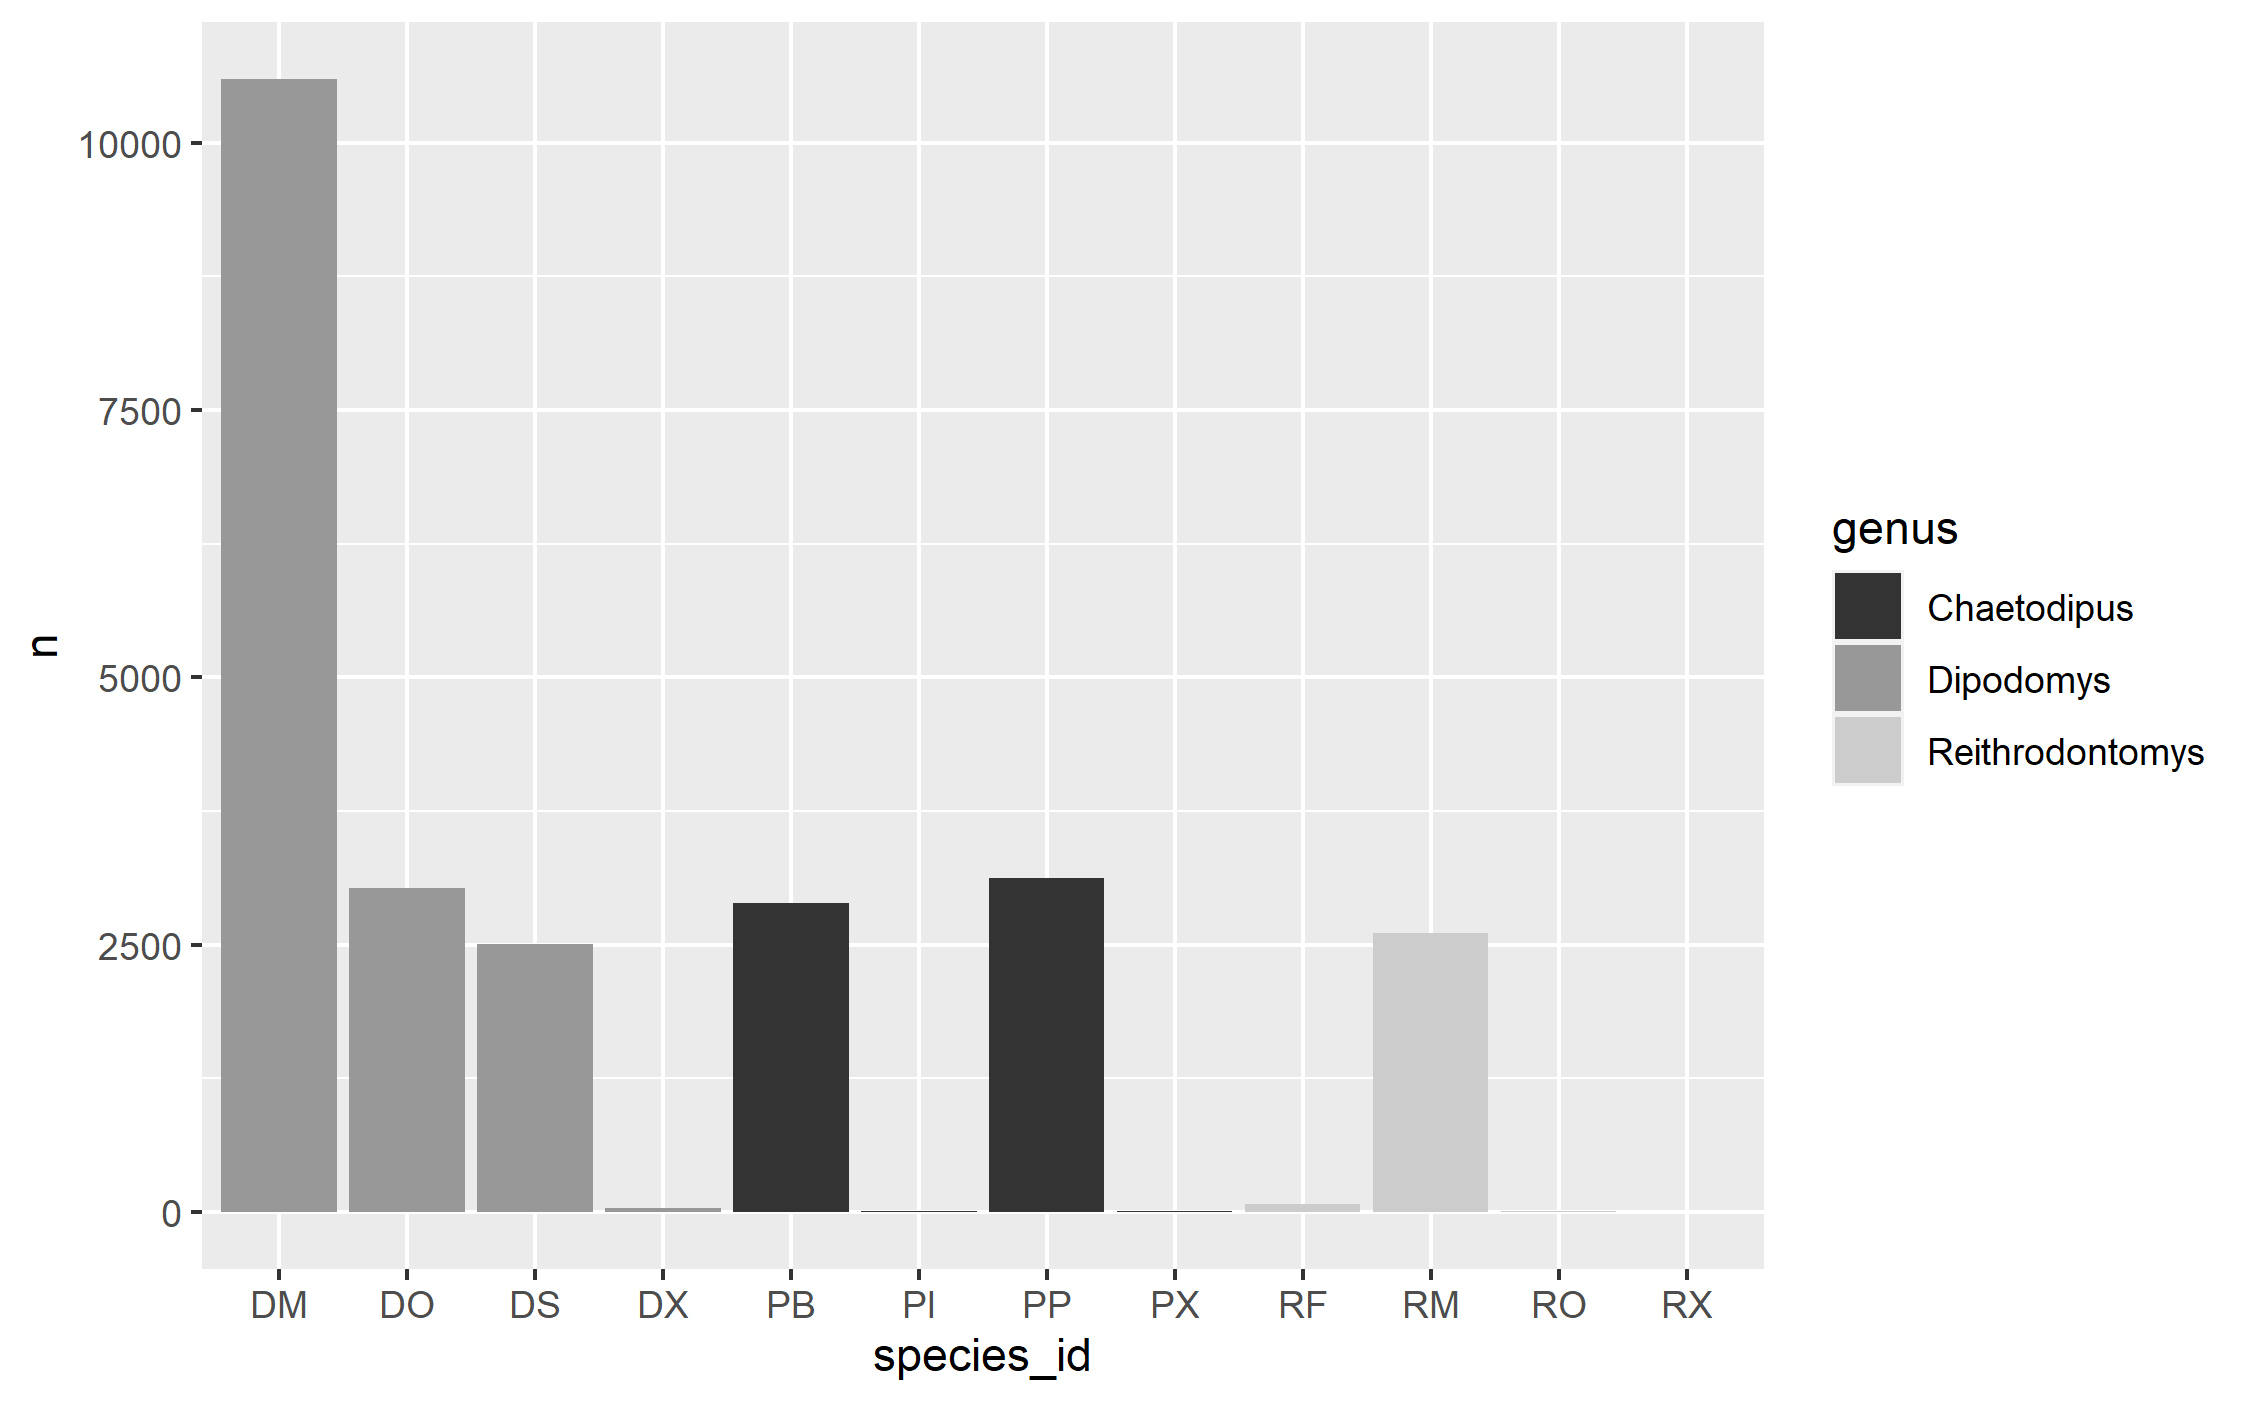 10000
7500
5000
2500
0
n
DM DO DS DX PB PI PP PX RF RM RO RX
species_id
genus
Chaetodipus
Dipodomys
Reithrodontomys